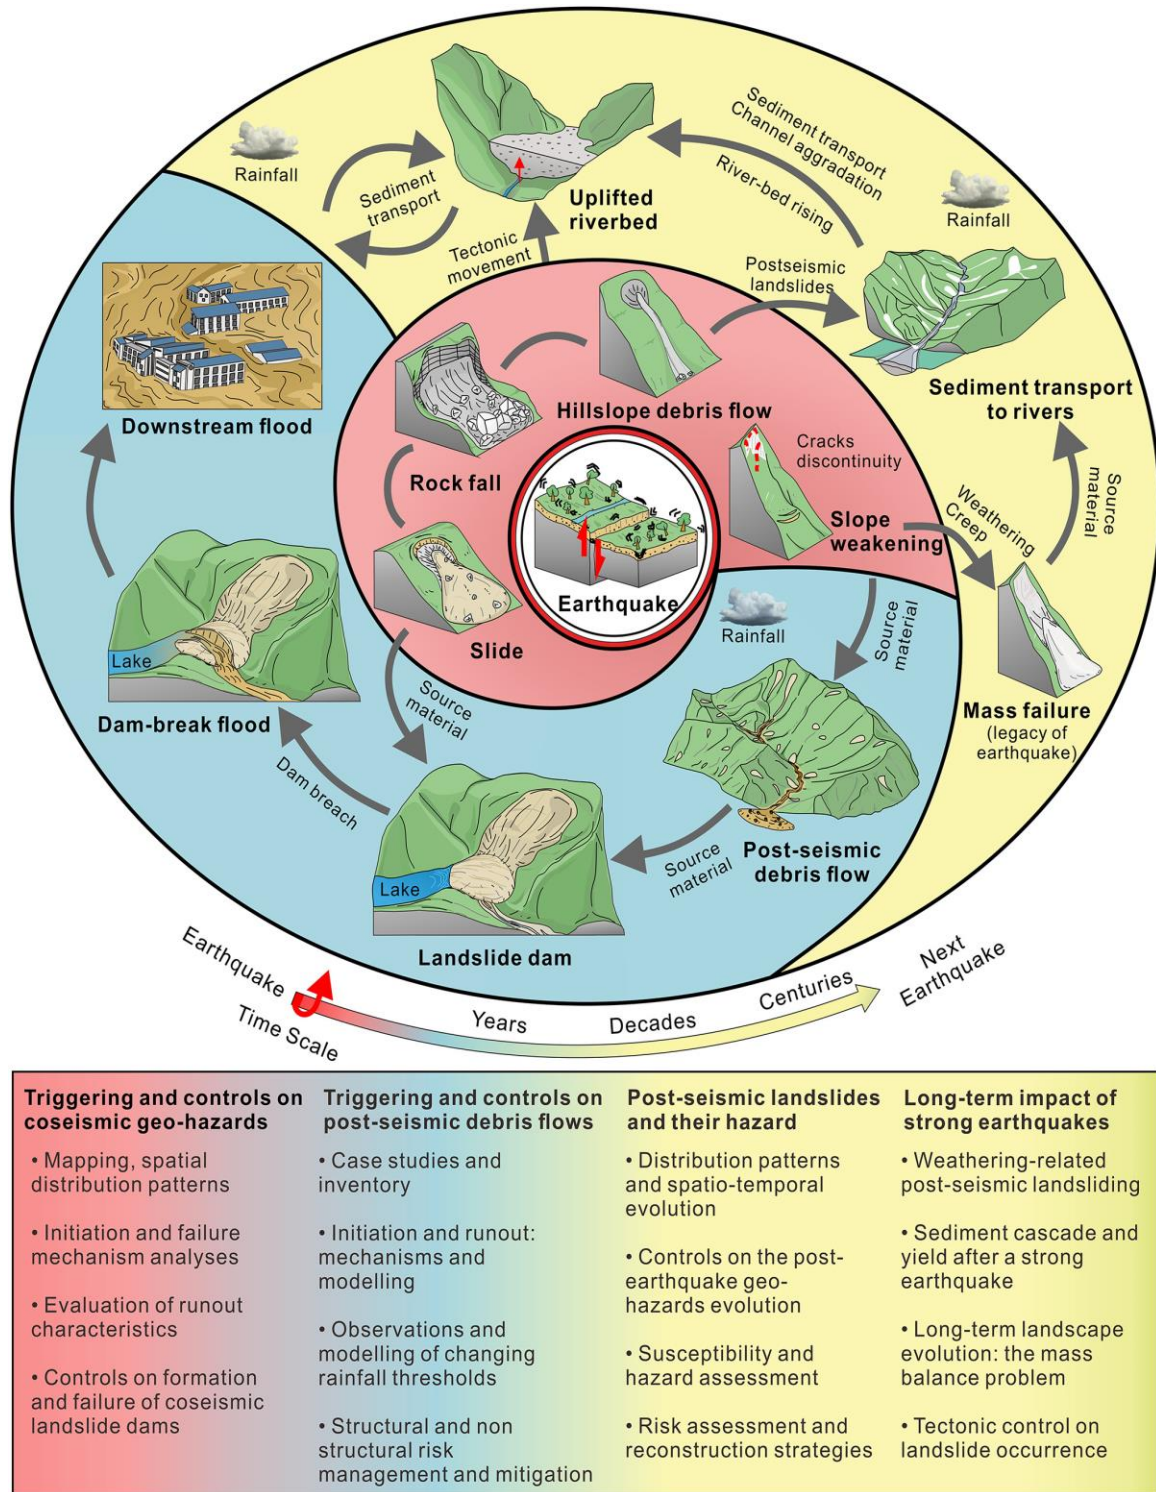 Rainfall
Sediment
transport
Uplifted
riverbed
Tectonic
movement
Sediment transport
Channel aggradation
River-bed rising
Rainfall
Postseismic
landslides
Sediment transport
to rivers
Downstream flood
Hillslope debris flow
Rock fall
Cracks
discontinuity
Slope
weakening
Weathering
Creep
Source
material
Earthquake
Slide
Rainfall
Source
material
Mass failure
(legacy of
earthquake)
Lake
Dam-break flood
Source
material
Dam breach
Lake
Landslide dam
Source
material
Post-seismic
debris flow
Earthquake
Time Scale
Years
Decades
Centuries
Next
Earthquake
Triggering and controls on
coseismic geo-hazards
• Mapping, spatial
distribution patterns
• Initiation and failure
mechanism analyses
• Evaluation of runout
characteristics
• Controls on formation
and failure of coseismic
landslide dams
Triggering and controls on
post-seismic debris flows
• Case studies and
inventory
• Initiation and runout:
mechanisms and
modelling
• Observations and
modelling of changing
rainfall thresholds
• Structural and non
structural risk
management and mitigation
Post-seismic landslides
and their hazard
• Distribution patterns
and spatio-temporal
evolution
• Controls on the post-
earthquake geo-
hazards evolution
• Susceptibility and
hazard assessment
• Risk assessment and
reconstruction strategies
Long-term impact of
strong earthquakes
• Weathering-related
post-seismic landsliding
• Sediment cascade and
yield after a strong
earthquake
• Long-term landscape
evolution: the mass
balance problem
• Tectonic control on
landslide occurrence